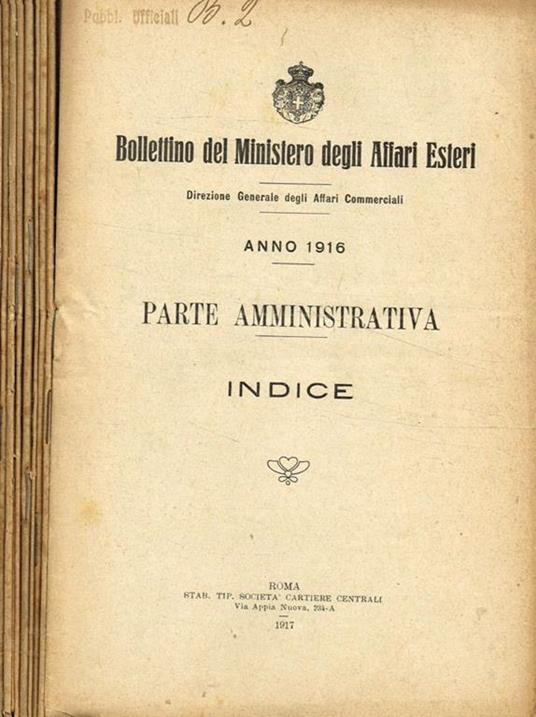 Pubbl. Ufficiali B. 2
Bollettino del Ministero degli Affari Esteri
Direzione Generale degli Affari Commerciali
ANNO 1916
PARTE AMMINISTRATIVA
INDICE
ROMA
STAB. TIP. SOCIETA' CARTIERE CENTRALI
Via Appia Nuova, 234-A
1917